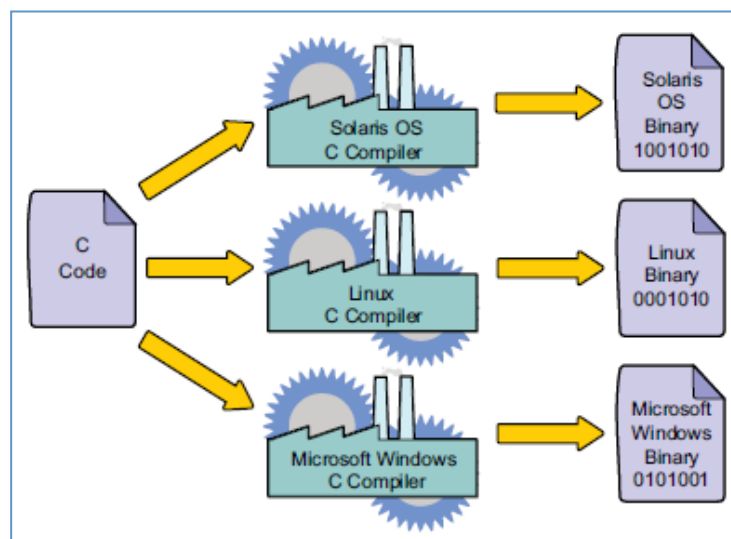 C
Code
Solaris OS
C Compiler
Solaris
OS
Binary
1001010
Linux
C Compiler
Linux
Binary
0001010
Microsoft Windows
C Compiler
Microsoft
Windows
Binary
0101001